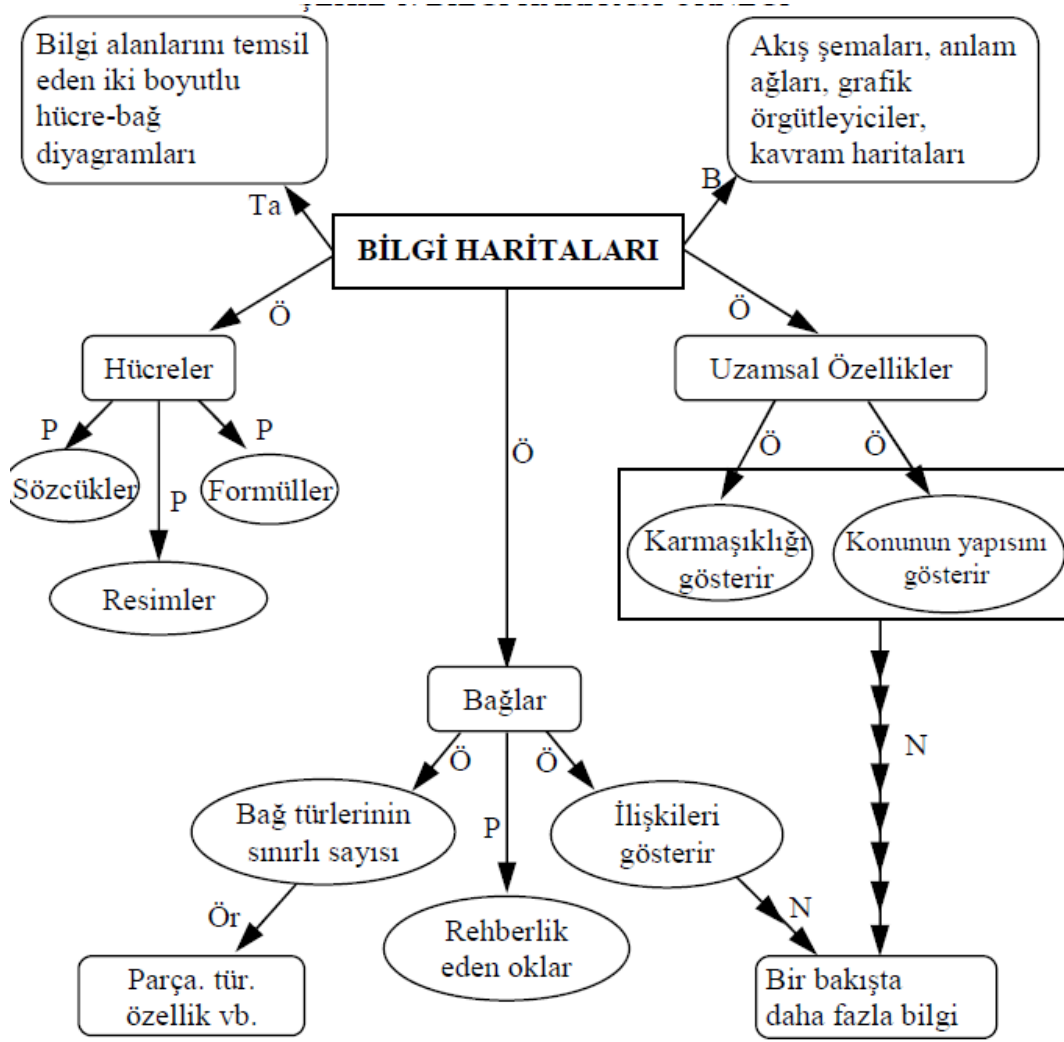 Bilgi alanlarını temsil
eden iki boyutlu
hücre-bağ
diyagramları
Akış şemaları, anlam
ağları, grafik
örgütleyiciler,
kavram haritaları
Ta
B
BİLGİ HARİTALARI
Ö
Ö
Hücreler
Uzamsal Özellikler
P
P
Ö
Ö
Ö
Sözcükler
P
Formüller
Karmaşıklığı
gösterir
Konunun yapısını
gösterir
Resimler
Bağlar
N
Ö
Ö
Bağ türlerinin
sınırlı sayısı
P
İlişkileri
gösterir
Ör
N
Rehberlik
eden oklar
Parça. tür.
özellik vb.
Bir bakışta
daha fazla bilgi